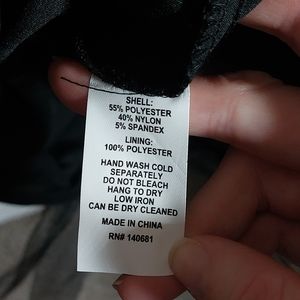 SHELL:
55% POLYESTER
40% NYLON
5% SPANDEX
LINING:
100% POLYESTER
HAND WASH COLD
SEPARATELY
DO NOT BLEACH
HANG TO DRY
LOW IRON
CAN BE DRY CLEANED
MADE IN CHINA
RN# 140681